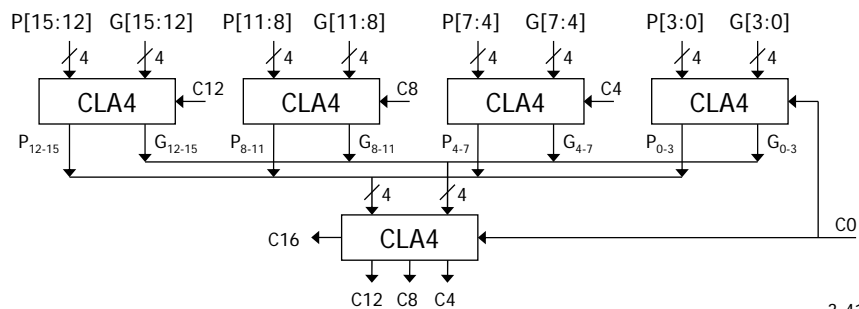 P[15:12] G[15:12] P[11:8] G[11:8] P[7:4] G[7:4] P[3:0] G[3:0]
4 4 4 4 4 4 4 4
CLA4 C12 CLA4 C8 CLA4 C4 CLA4
P12-15 G12-15 P8-11 G8-11 P4-7 G4-7 P0-3 G0-3
4 4
C16 CLA4 C0
C12 C8 C4